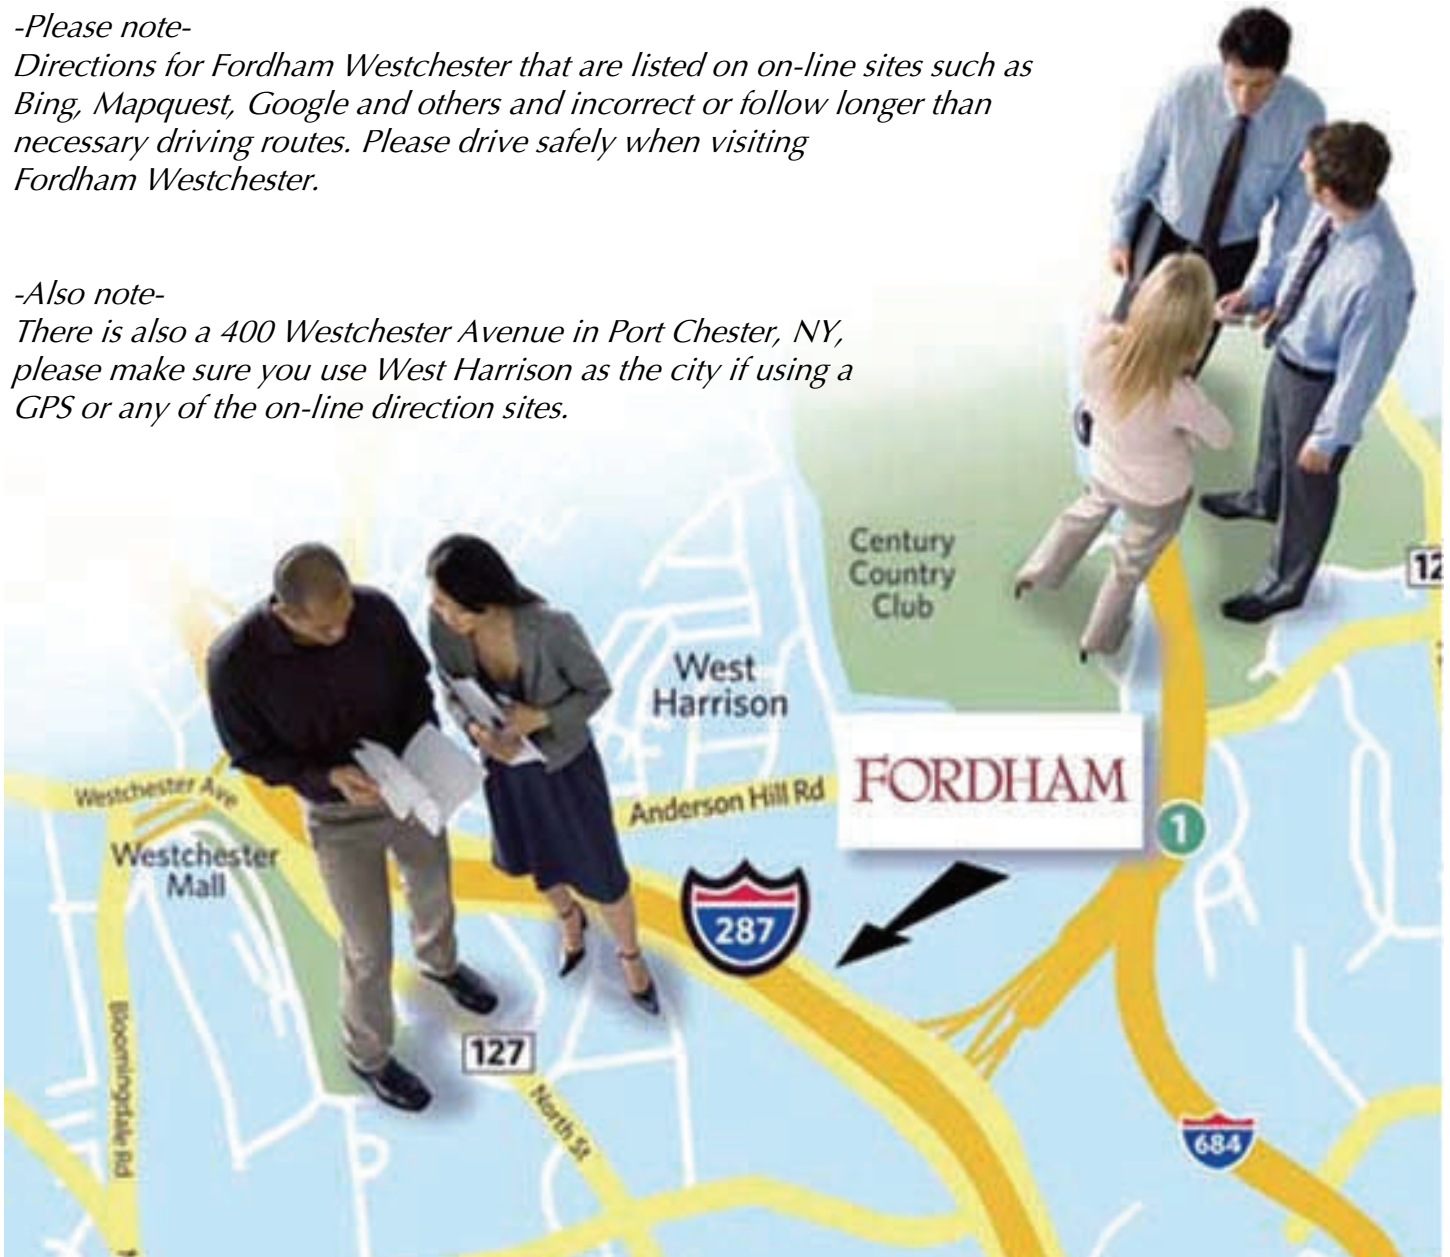 -Please note-
Directions for Fordham Westchester that are listed on on-line sites such as
Bing, Mapquest, Google and others and incorrect or follow longer than
necessary driving routes. Please drive safely when visiting
Fordham Westchester.
-Also note-
There is also a 400 Westchester Avenue in Port Chester, NY,
please make sure you use West Harrison as the city if using a
GPS or any of the on-line direction sites.
Century
Country
Club
12
West
Harrison
Westchester Ave
Anderson Hill Rd
FORDHAM
1
Westchester
Mall
287
127
Bloomingdale Rd
North St
684